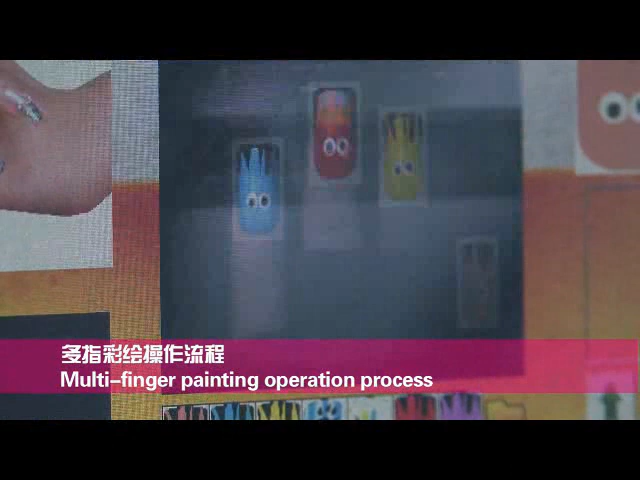 多指彩绘操作流程
Multi-finger painting operation process